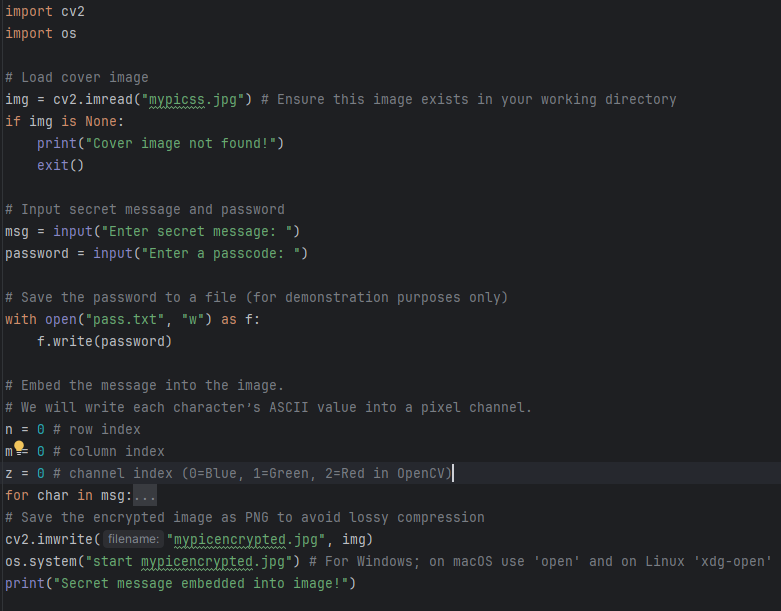 import cv2
import os
# Load cover image
img = cv2.imread("mypicss.jpg") # Ensure this image exists in your working directory
if img is None:
    print("Cover image not found!")
    exit()
# Input secret message and password
msg = input("Enter secret message: ")
password = input("Enter a passcode: ")
# Save the password to a file (for demonstration purposes only)
with open("pass.txt", "w") as f:
    f.write(password)
# Embed the message into the image.
# We will write each character's ASCII value into a pixel channel.
n = 0 # row index
m = 0 # column index
z = 0 # channel index (0=Blue, 1=Green, 2=Red in OpenCV)
for char in msg:...
# Save the encrypted image as PNG to avoid lossy compression
cv2.imwrite( filename: "mypicencrypted.jpg", img)
os.system("start mypicencrypted.jpg") # For Windows; on macOS use 'open' and on Linux 'xdg-open'
print("Secret message embedded into image!")